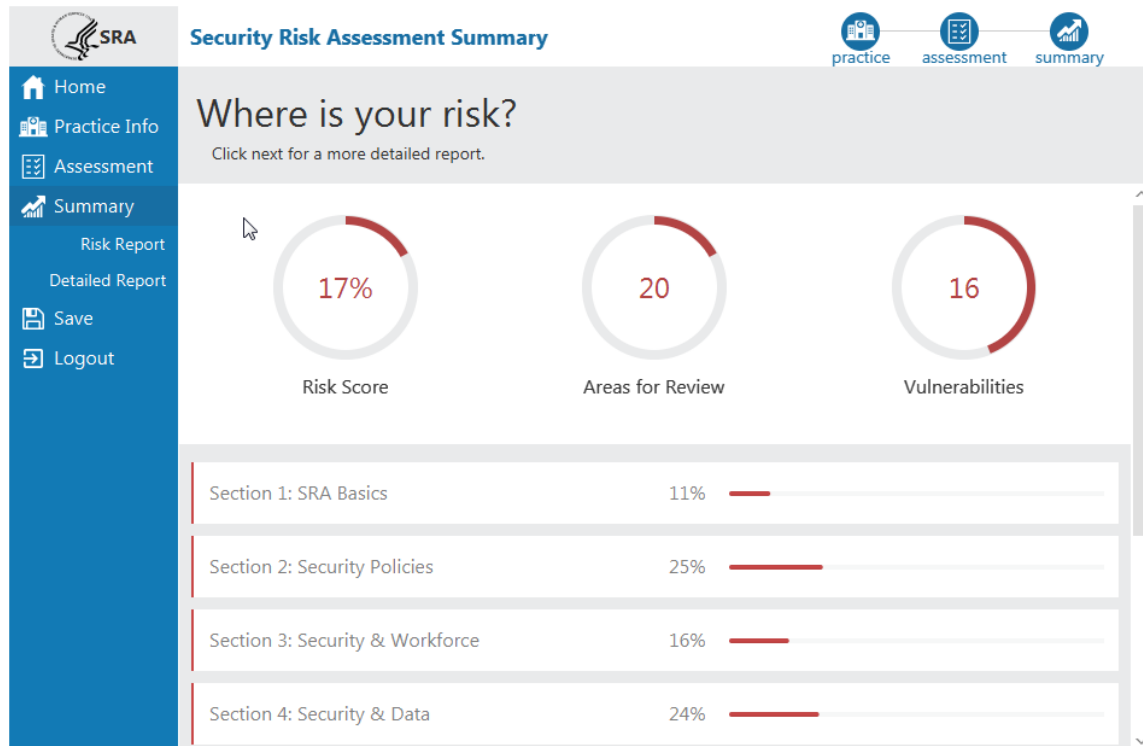 SRA
Security Risk Assessment Summary
practice
assessment
summary
Home
Practice Info
Assessment
Summary
Risk Report
Detailed Report
Save
Logout
Where is your risk?
Click next for a more detailed report.
17%
20
16
Risk Score
Areas for Review
Vulnerabilities
Section 1: SRA Basics 11%
Section 2: Security Policies 25%
Section 3: Security & Workforce 16%
Section 4: Security & Data 24%